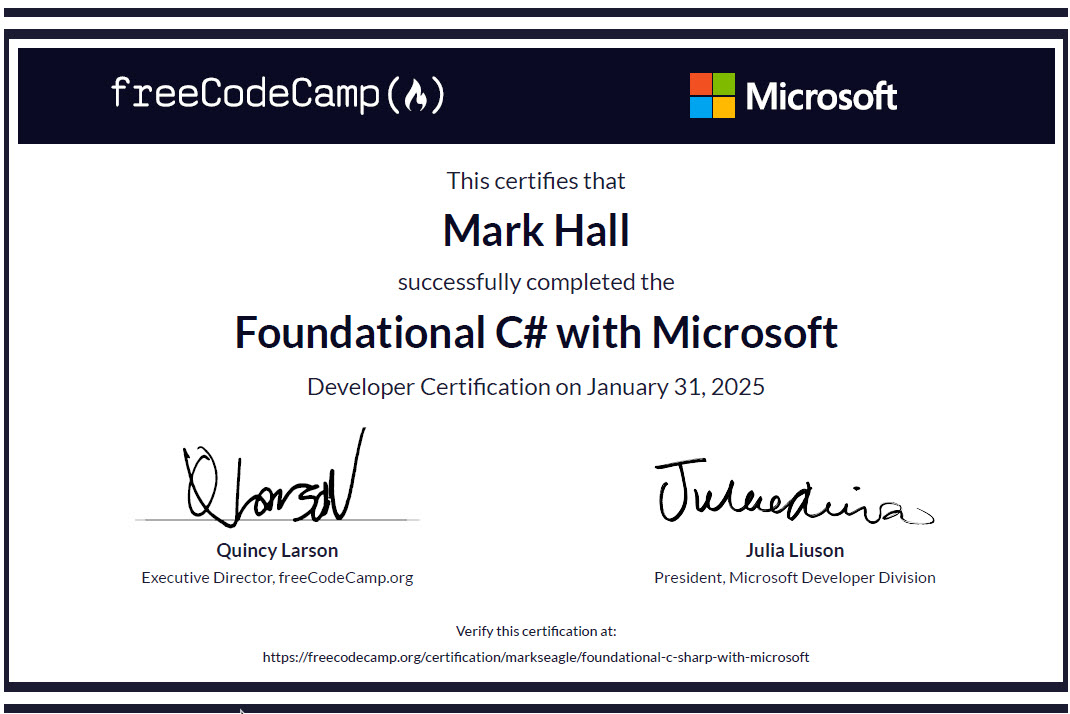 freeCodeCamp
Microsoft
This certifies that
Mark Hall
successfully completed the
Foundational C# with Microsoft
Developer Certification on January 31, 2025
Quincy Larson
Executive Director, freeCodeCamp.org
Julia Liuson
President, Microsoft Developer Division
Verify this certification at:
https://freecodecamp.org/certification/markseagle/foundational-c-sharp-with-microsoft